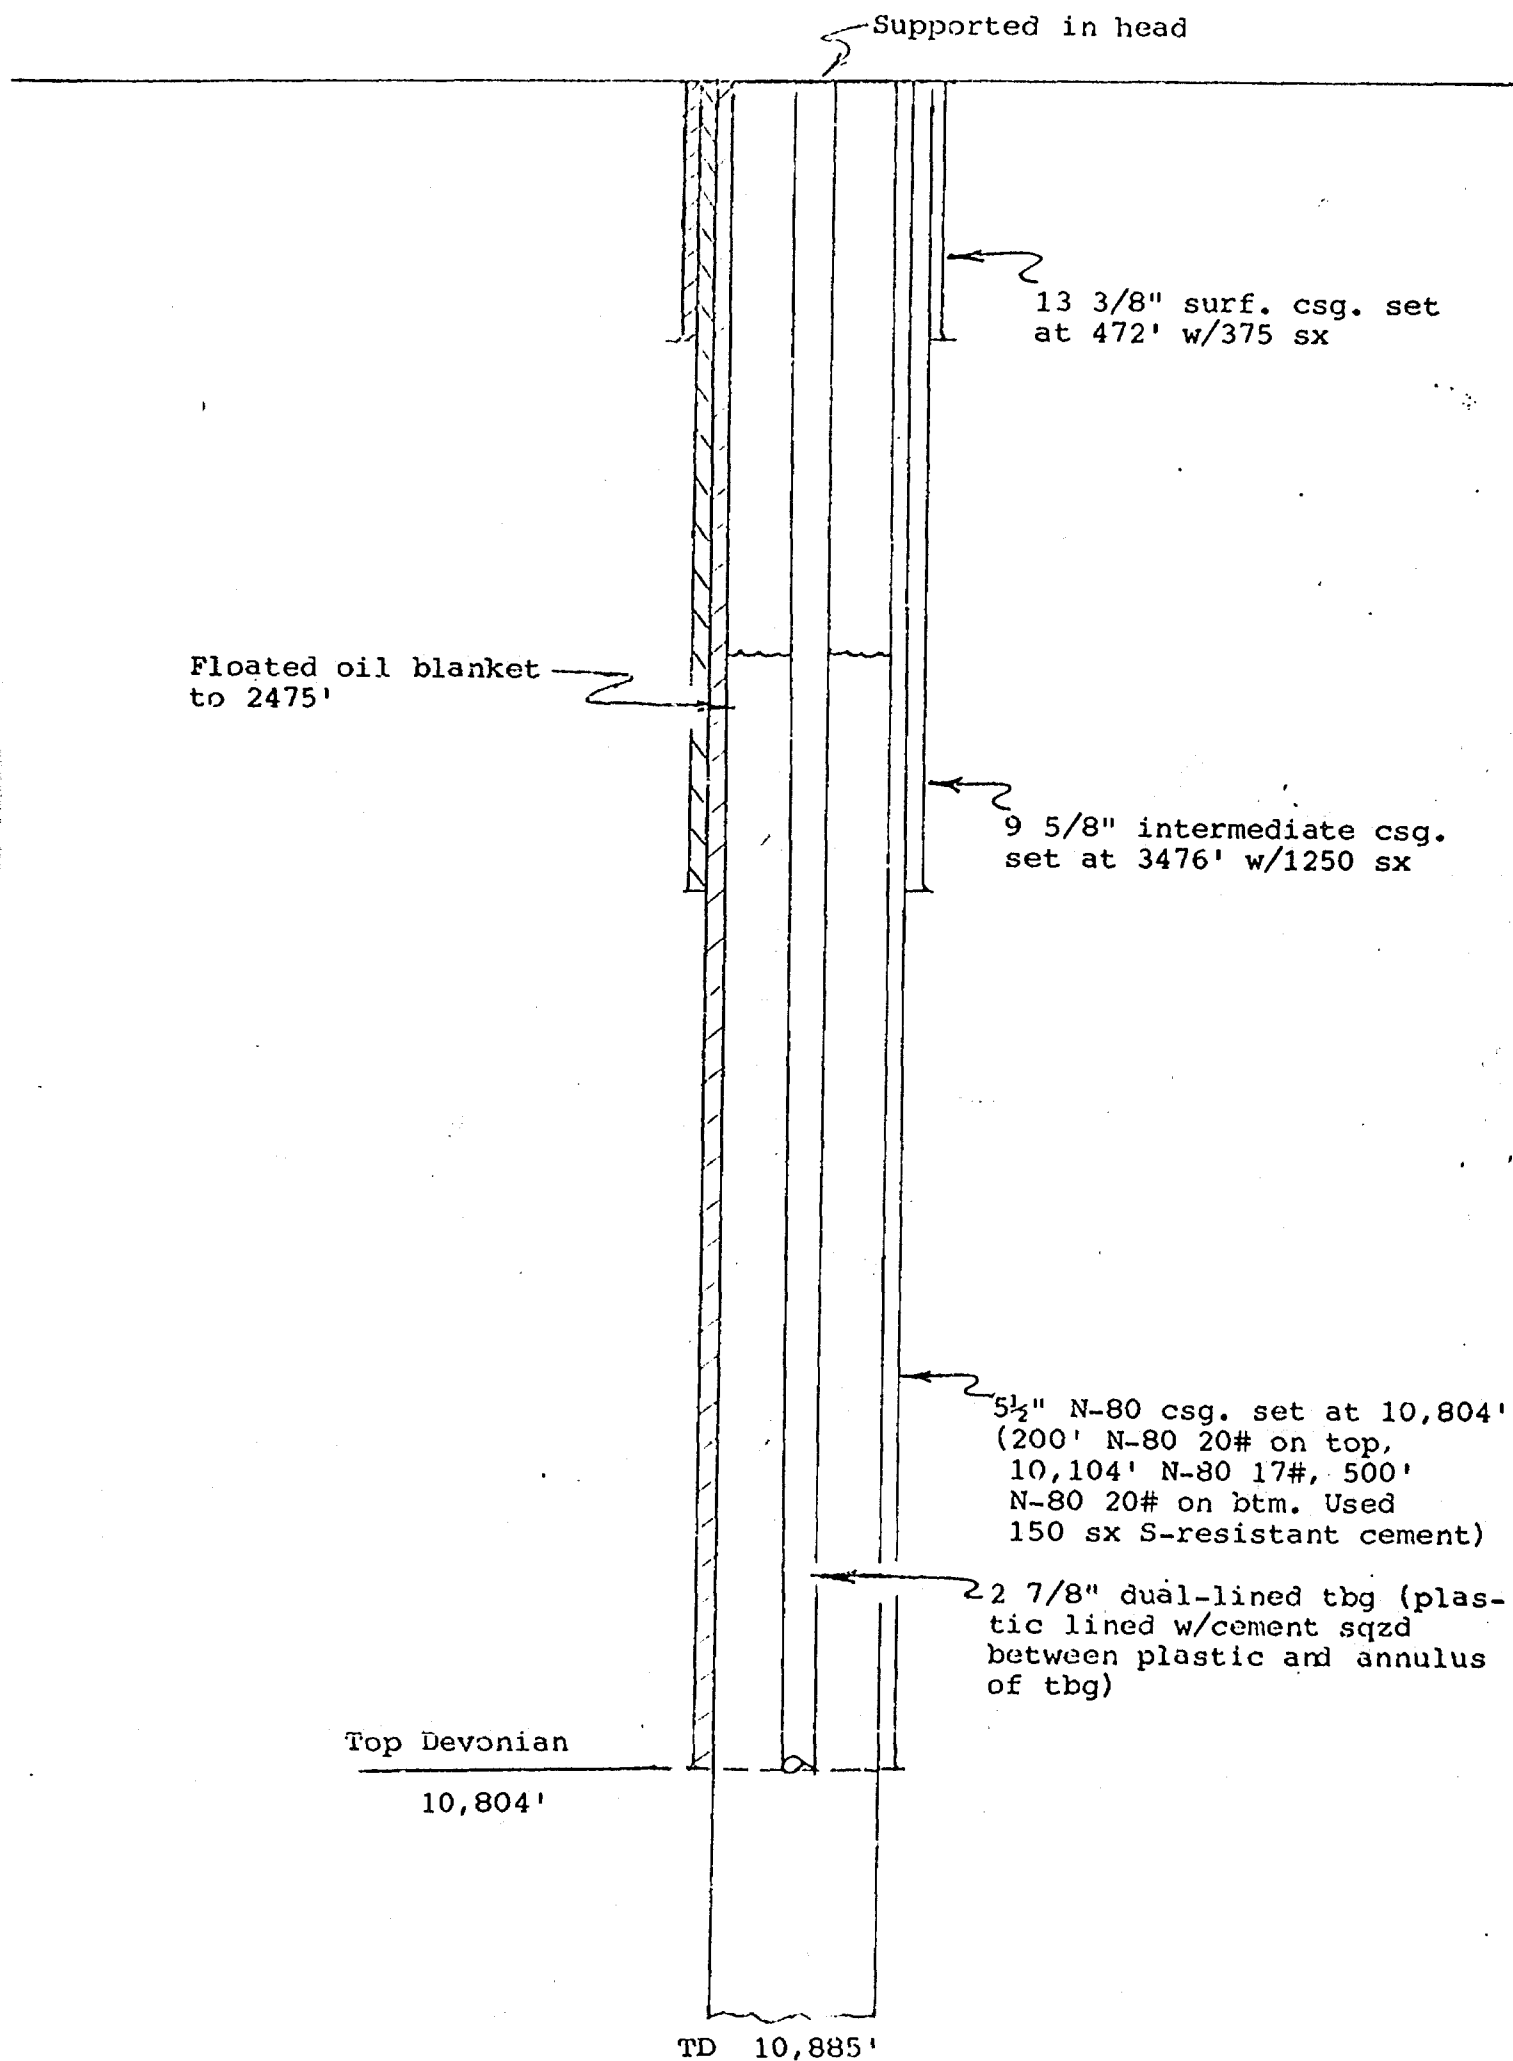 Supported in head
13 3/8" surf. csg. set
at 472' w/375 sx
Floated oil blanket
to 2475'
9 5/8" intermediate csg.
set at 3476' w/1250 sx
5½" N-80 csg. set at 10,804'
(200' N-80 20# on top,
10,104' N-80 17#, 500'
N-80 20# on btm. Used
150 sx S-resistant cement)
2 7/8" dual-lined tbg (plas-
tic lined w/cement sqzd
between plastic and annulus
of tbg)
Top Devonian
10,804'
TD 10,885'